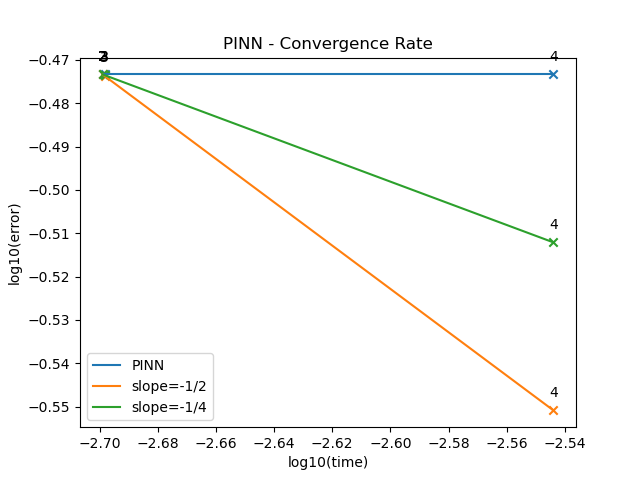 PINN - Convergence Rate
4
−0.47
−0.48
−0.49
−0.50
4
−0.51
−0.52
−0.53
−0.54
4
−0.55
log10(error)
PINN
slope=-1/2
slope=-1/4
−2.70 −2.68 −2.66 −2.64 −2.62 −2.60 −2.58 −2.56 −2.54
log10(time)